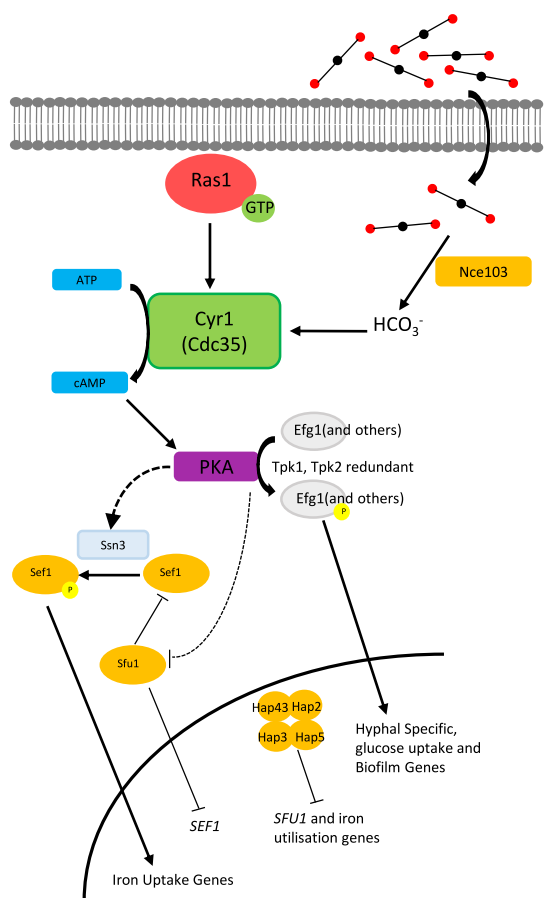 Ras1
GTP
Nce103
ATP
Cyr1
(Cdc35)
HCO3-
cAMP
Efg1(and others)
PKA
Tpk1, Tpk2 redundant
Efg1(and others)
P
Ssn3
Sef1
P
Sef1
Sfu1
Hap43
Hap2
Hap3
Hap5
Hyphal Specific,
glucose uptake and
Biofilm Genes
SEF1
SFU1 and iron
utilisation genes
Iron Uptake Genes